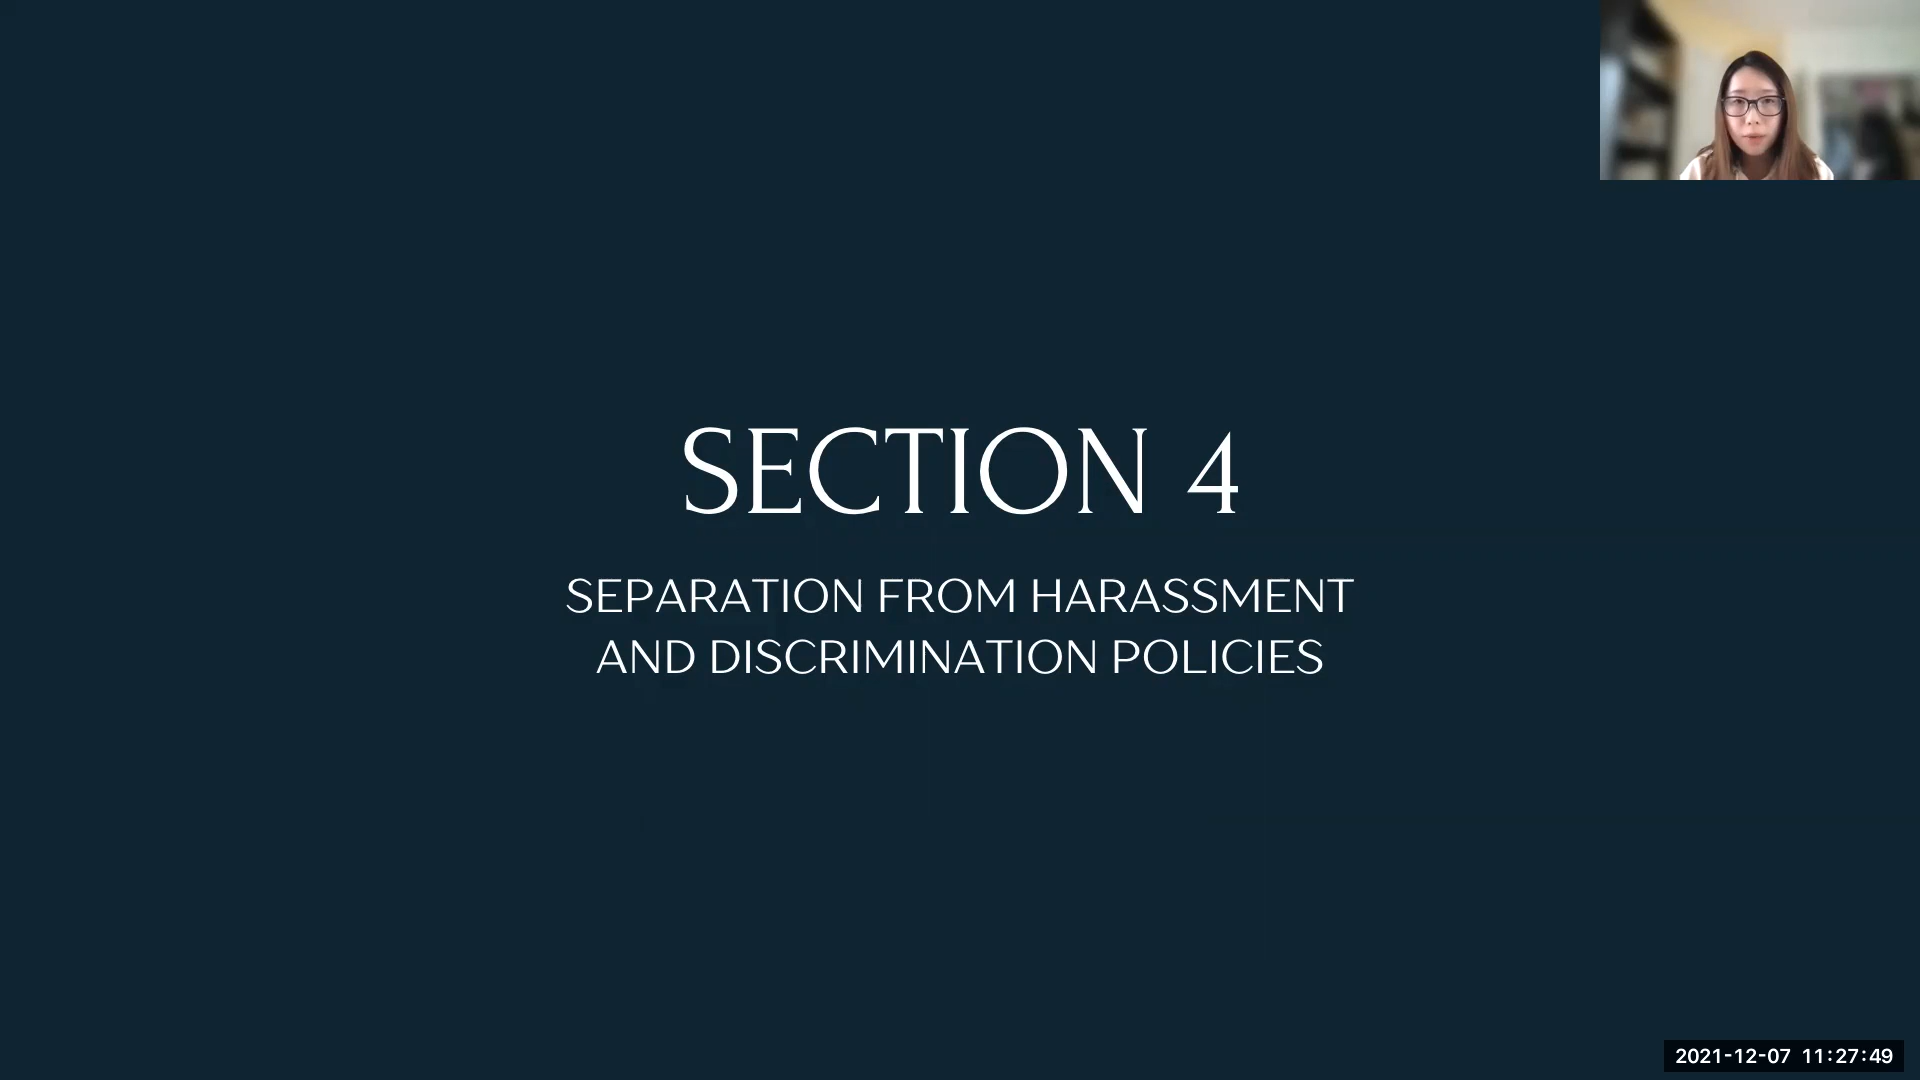 SECTION 4
SEPARATION FROM HARASSMENT
AND DISCRIMINATION POLICIES
2021-12-07 11:27:49